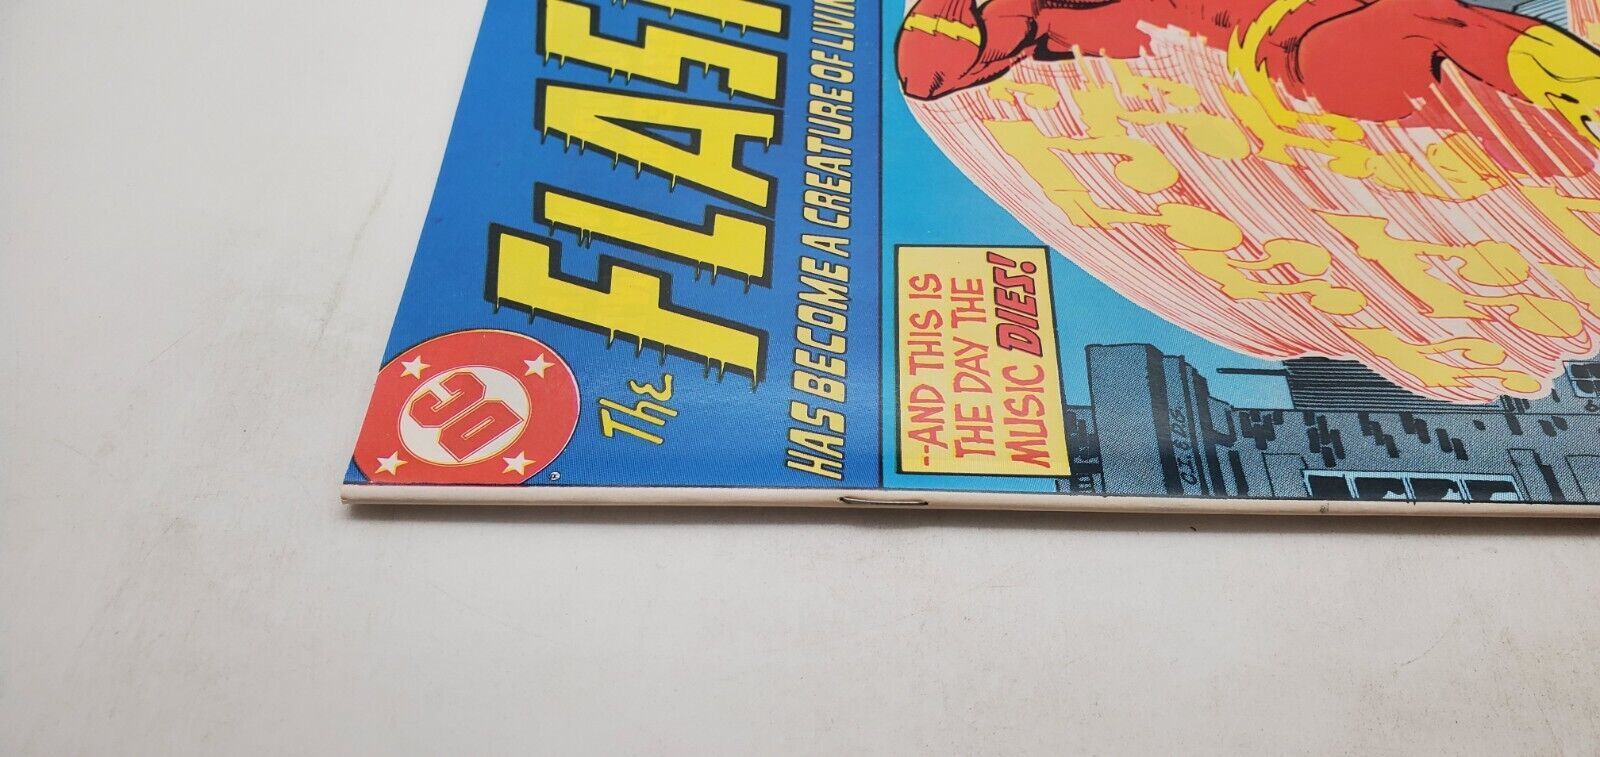 DC
The
FLASH
HAS BECOME A CREATURE OF LIVIN
--AND THIS IS
THE DAY THE
MUSIC DIES!